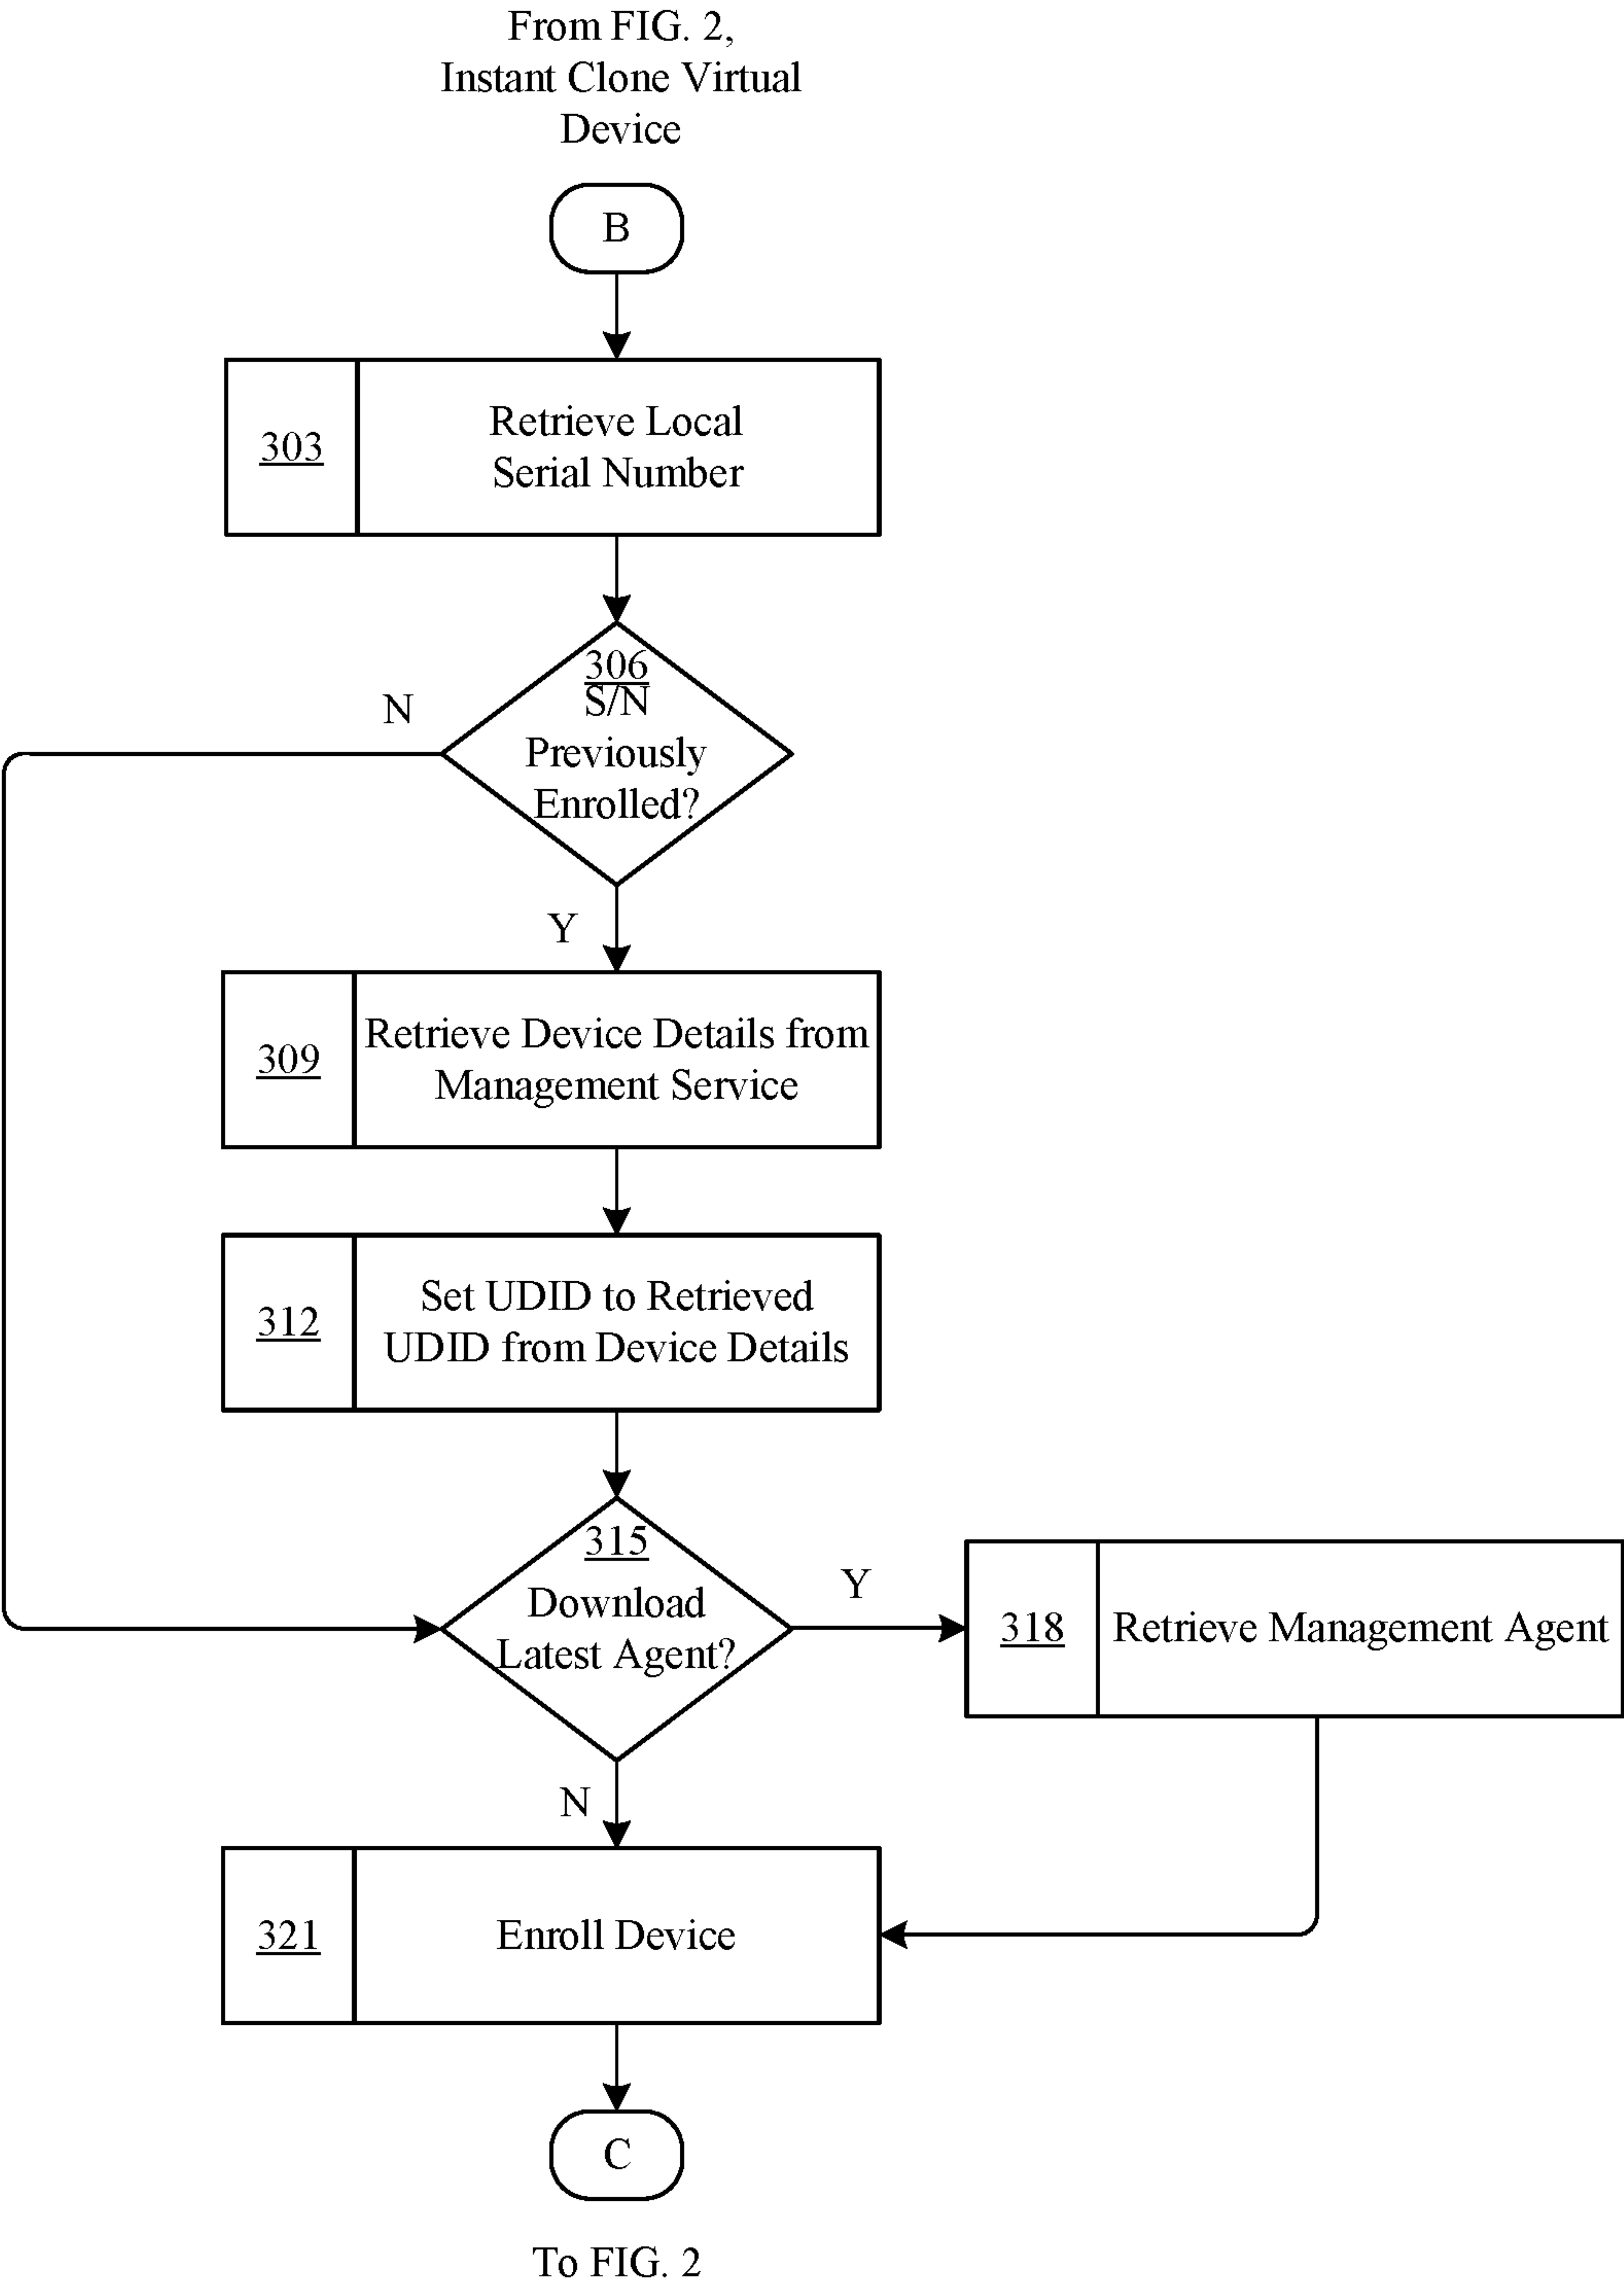 From FIG. 2,
Instant Clone Virtual
Device
B
303
Retrieve Local
Serial Number
306
S/N
Previously
Enrolled?
N
Y
309
Retrieve Device Details from
Management Service
312
Set UDID to Retrieved
UDID from Device Details
315
Download
Latest Agent?
Y
318
Retrieve Management Agent
N
321
Enroll Device
C
To FIG. 2